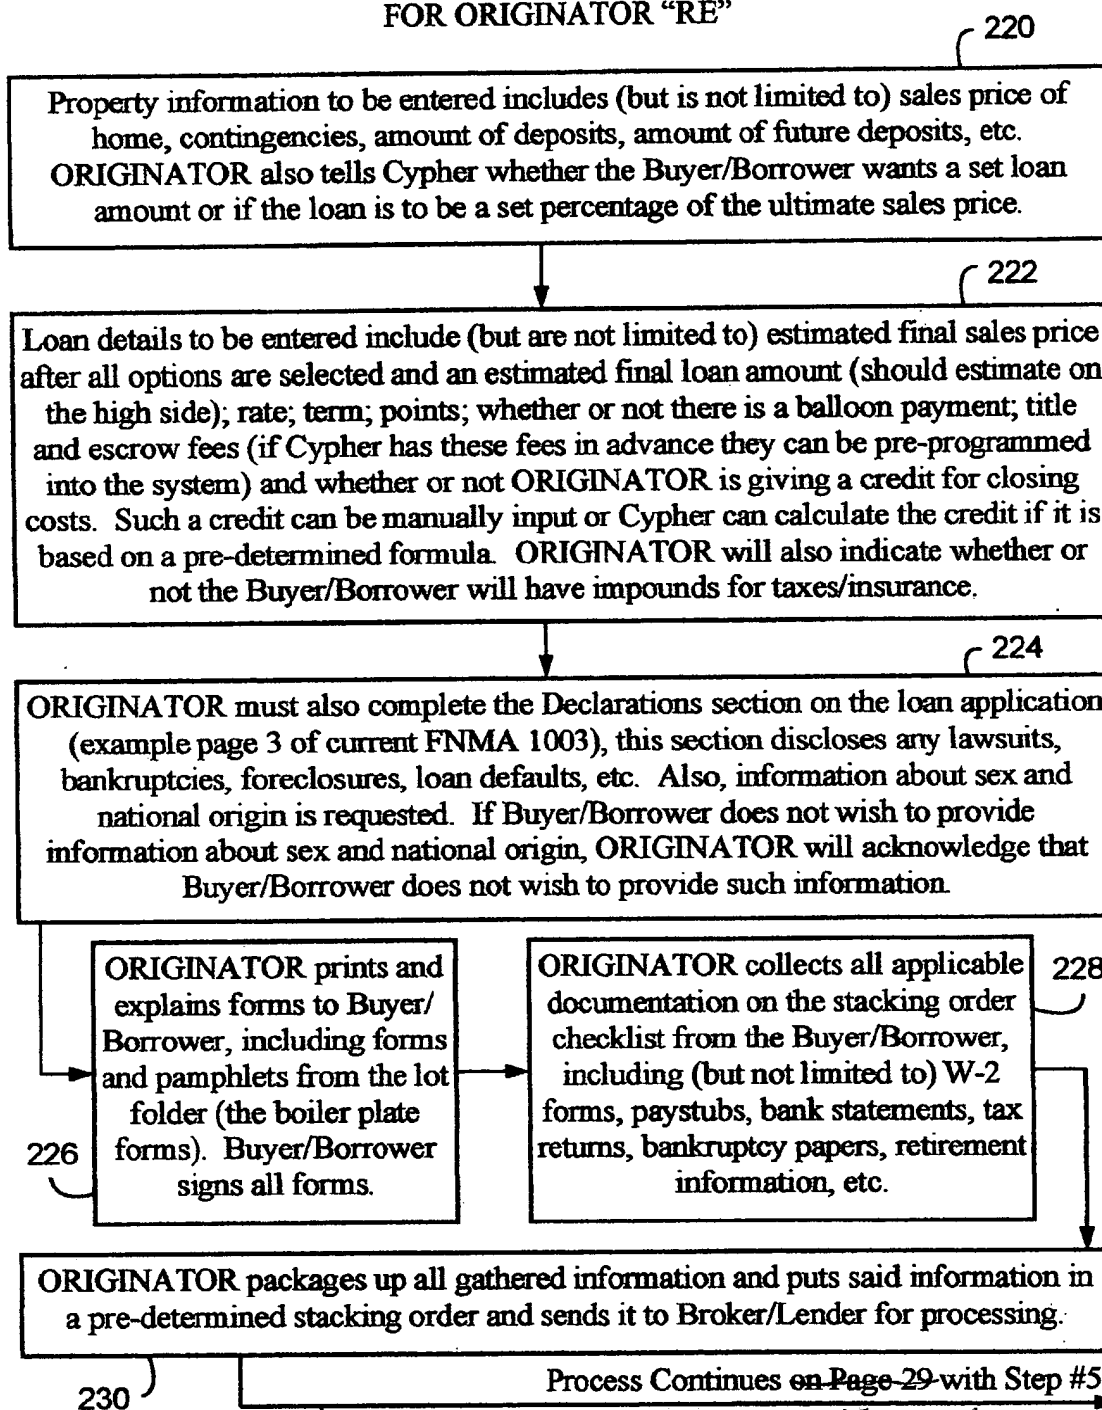 FOR ORIGINATOR “RE”
220
Property information to be entered includes (but is not limited to) sales price of
home, contingencies, amount of deposits, amount of future deposits, etc.
ORIGINATOR also tells Cypher whether the Buyer/Borrower wants a set loan
amount or if the loan is to be a set percentage of the ultimate sales price.
222
Loan details to be entered include (but are not limited to) estimated final sales price
after all options are selected and an estimated final loan amount (should estimate on
the high side); rate; term; points; whether or not there is a balloon payment; title
and escrow fees (if Cypher has these fees in advance they can be pre-programmed
into the system) and whether or not ORIGINATOR is giving a credit for closing
costs. Such a credit can be manually input or Cypher can calculate the credit if it is
based on a pre-determined formula. ORIGINATOR will also indicate whether or
not the Buyer/Borrower will have impounds for taxes/insurance.
224
ORIGINATOR must also complete the Declarations section on the loan application
(example page 3 of current FNMA 1003), this section discloses any lawsuits,
bankruptcies, foreclosures, loan defaults, etc. Also, information about sex and
national origin is requested. If Buyer/Borrower does not wish to provide
information about sex and national origin, ORIGINATOR will acknowledge that
Buyer/Borrower does not wish to provide such information.
ORIGINATOR prints and
explains forms to Buyer/
Borrower, including forms
and pamphlets from the lot
folder (the boiler plate
forms). Buyer/Borrower
signs all forms.
226
ORIGINATOR collects all applicable
documentation on the stacking order
checklist from the Buyer/Borrower,
including (but not limited to) W-2
forms, paystubs, bank statements, tax
returns, bankruptcy papers, retirement
information, etc.
228
ORIGINATOR packages up all gathered information and puts said information in
a pre-determined stacking order and sends it to Broker/Lender for processing.
230
Process Continues on Page 29 with Step #5